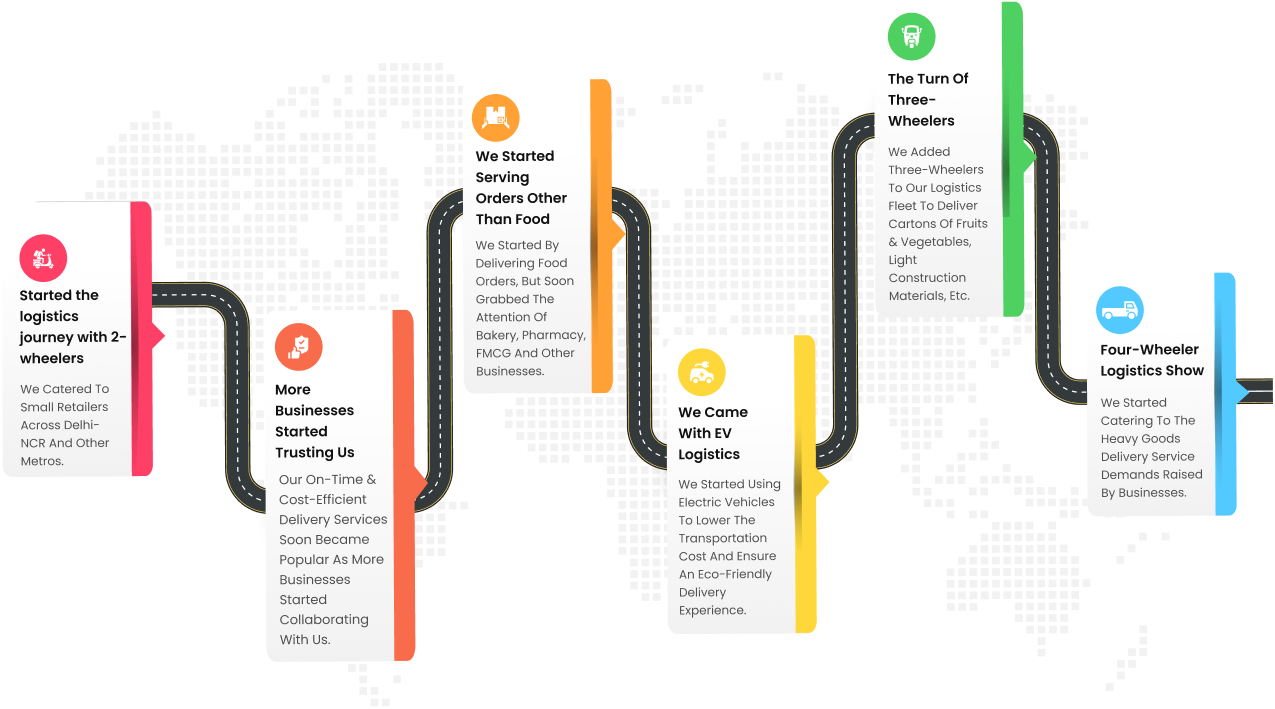 Started the
logistics
journey with 2-
wheelers
We Catered To
Small Retailers
Across Delhi-
NCR And Other
Metros.
More
Businesses
Started
Trusting Us
Our On-Time &
Cost-Efficient
Delivery Services
Soon Became
Popular As More
Businesses
Started
Collaborating
With Us.
We Started
Serving
Orders Other
Than Food
We Started By
Delivering Food
Orders, But Soon
Grabbed The
Attention Of
Bakery, Pharmacy,
FMCG And Other
Businesses.
We Came
With EV
Logistics
We Started Using
Electric Vehicles
To Lower The
Transportation
Cost And Ensure
An Eco-Friendly
Delivery
Experience.
The Turn Of
Three-
Wheelers
We Added
Three-Wheelers
To Our Logistics
Fleet To Deliver
Cartons Of Fruits
& Vegetables,
Light
Construction
Materials, Etc.
Four-Wheeler
Logistics Show
We Started
Catering To The
Heavy Goods
Delivery Service
Demands Raised
By Businesses.